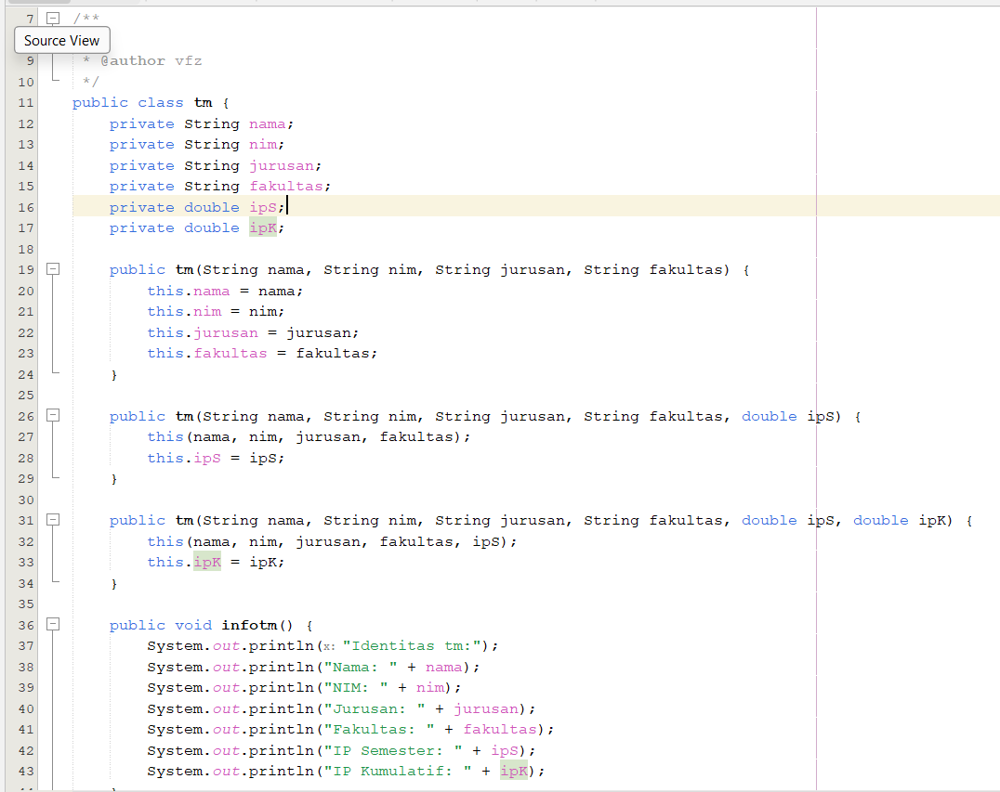 7 /**
Source View
9 * @author vfz
10 */
11 public class tm {
12 private String nama;
13 private String nim;
14 private String jurusan;
15 private String fakultas;
16 private double ipS;
17 private double ipK;
18
19 public tm(String nama, String nim, String jurusan, String fakultas) {
20 this.nama = nama;
21 this.nim = nim;
22 this.jurusan = jurusan;
23 this.fakultas = fakultas;
24 }
25
26 public tm(String nama, String nim, String jurusan, String fakultas, double ipS) {
27 this(nama, nim, jurusan, fakultas);
28 this.ipS = ipS;
29 }
30
31 public tm(String nama, String nim, String jurusan, String fakultas, double ipS, double ipK) {
32 this(nama, nim, jurusan, fakultas, ipS);
33 this.ipK = ipK;
34 }
35
36 public void infotm() {
37 System.out.println(x: "Identitas tm:");
38 System.out.println("Nama: " + nama);
39 System.out.println("NIM: " + nim);
40 System.out.println("Jurusan: " + jurusan);
41 System.out.println("Fakultas: " + fakultas);
42 System.out.println("IP Semester: " + ipS);
43 System.out.println("IP Kumulatif: " + ipK);